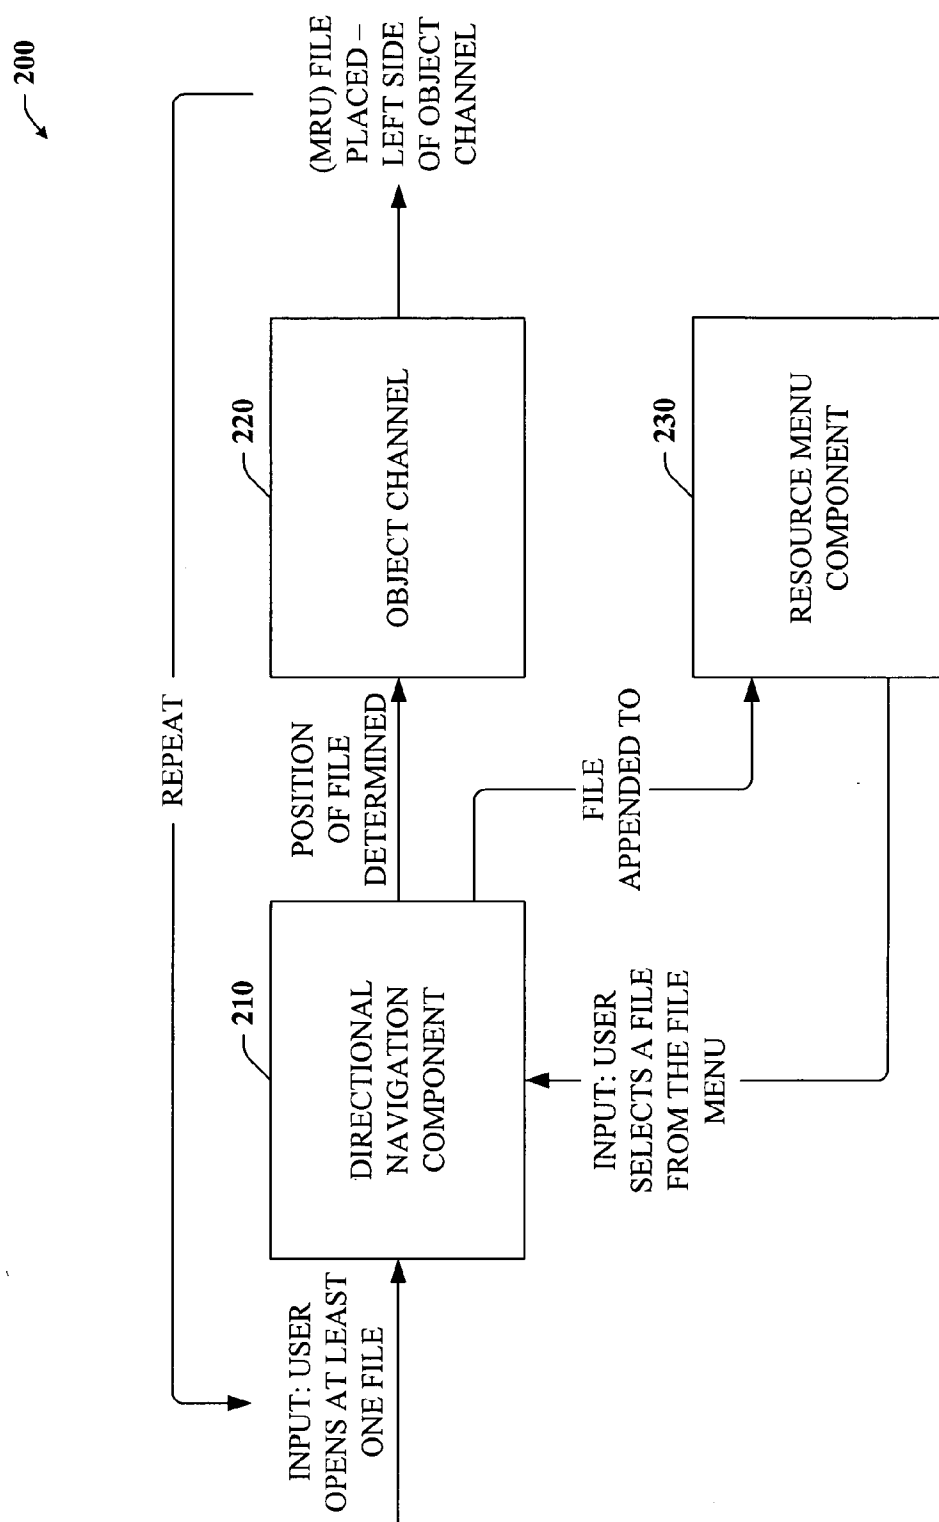 200
REPEAT
INPUT: USER
OPENS AT LEAST
ONE FILE
210
DIRECTIONAL
NAVIGATION
COMPONENT
POSITION
OF FILE
DETERMINED
220
OBJECT CHANNEL
(MRU) FILE
PLACED –
LEFT SIDE
OF OBJECT
CHANNEL
INPUT: USER
SELECTS A FILE
FROM THE FILE
MENU
FILE
APPENDED TO
230
RESOURCE MENU
COMPONENT